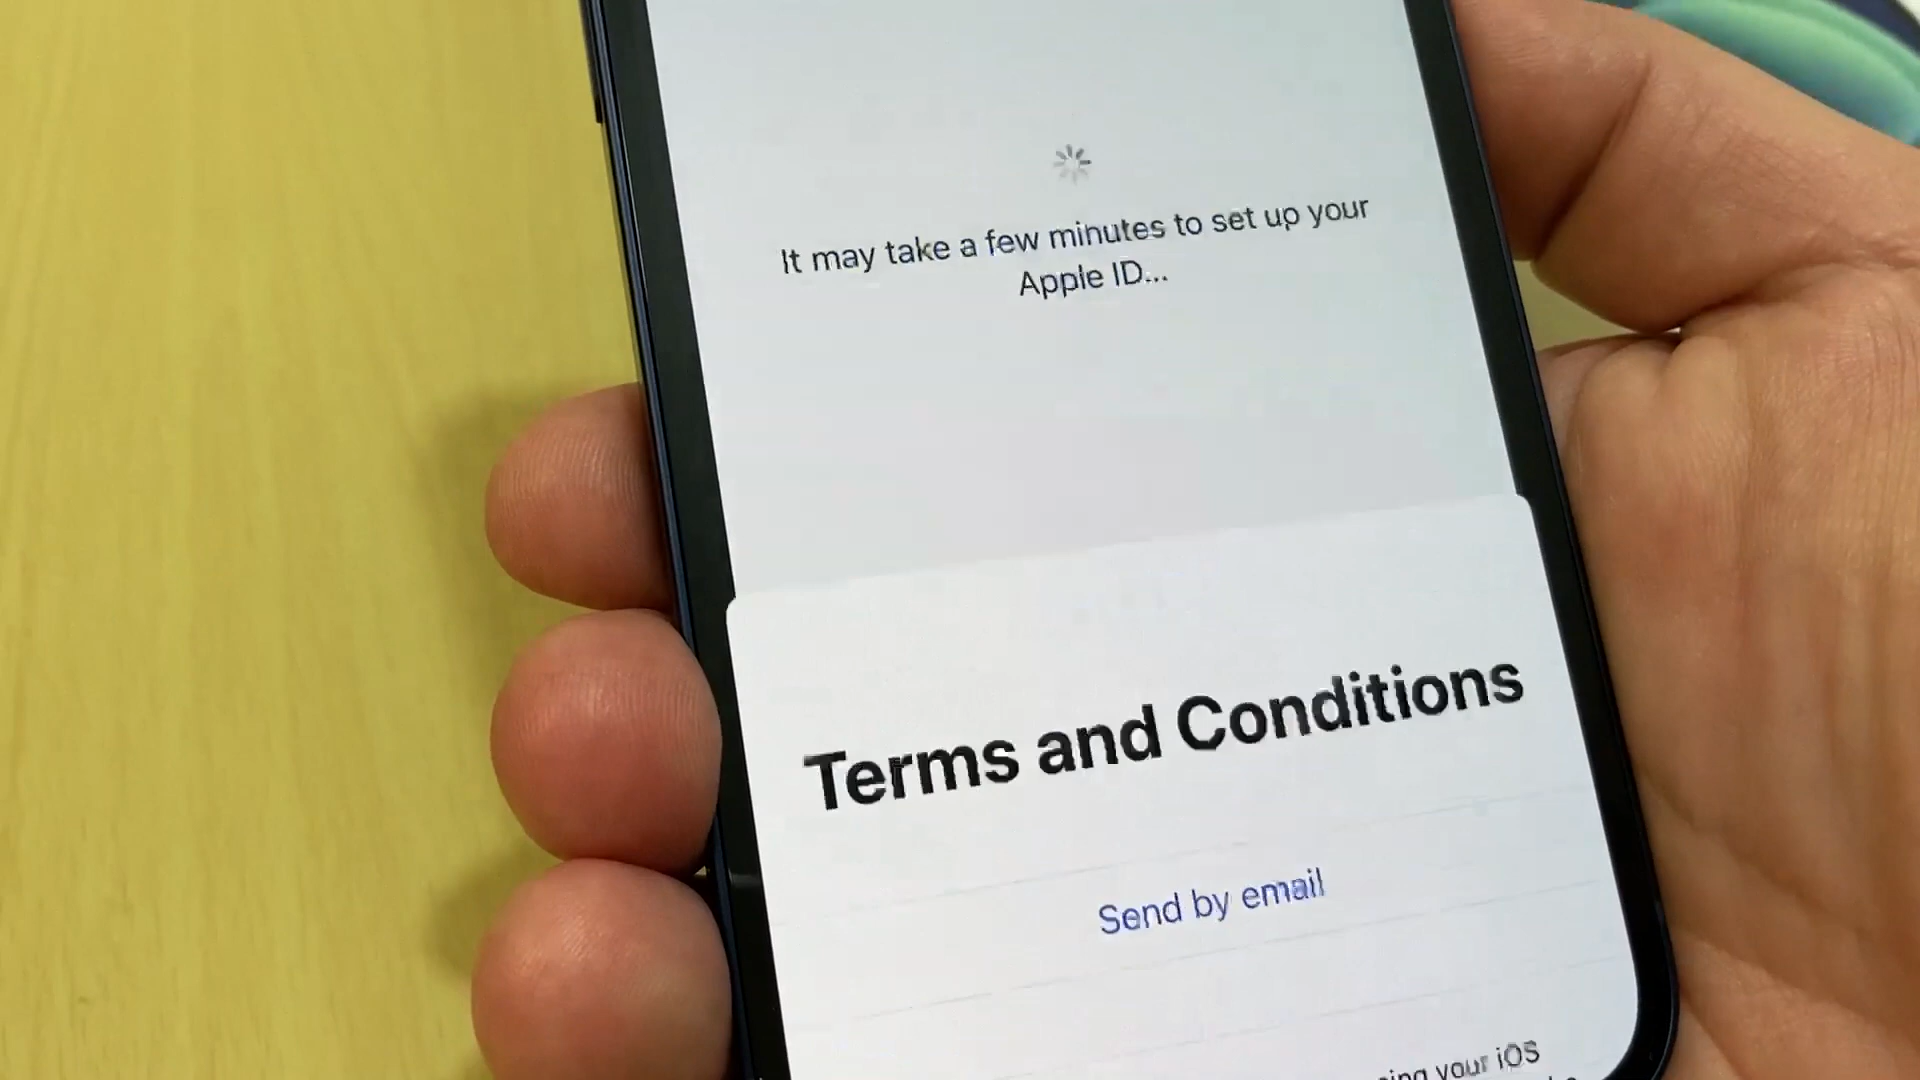 It may take a few minutes to set up your
Apple ID...
Terms and Conditions
Send by email
your iOS